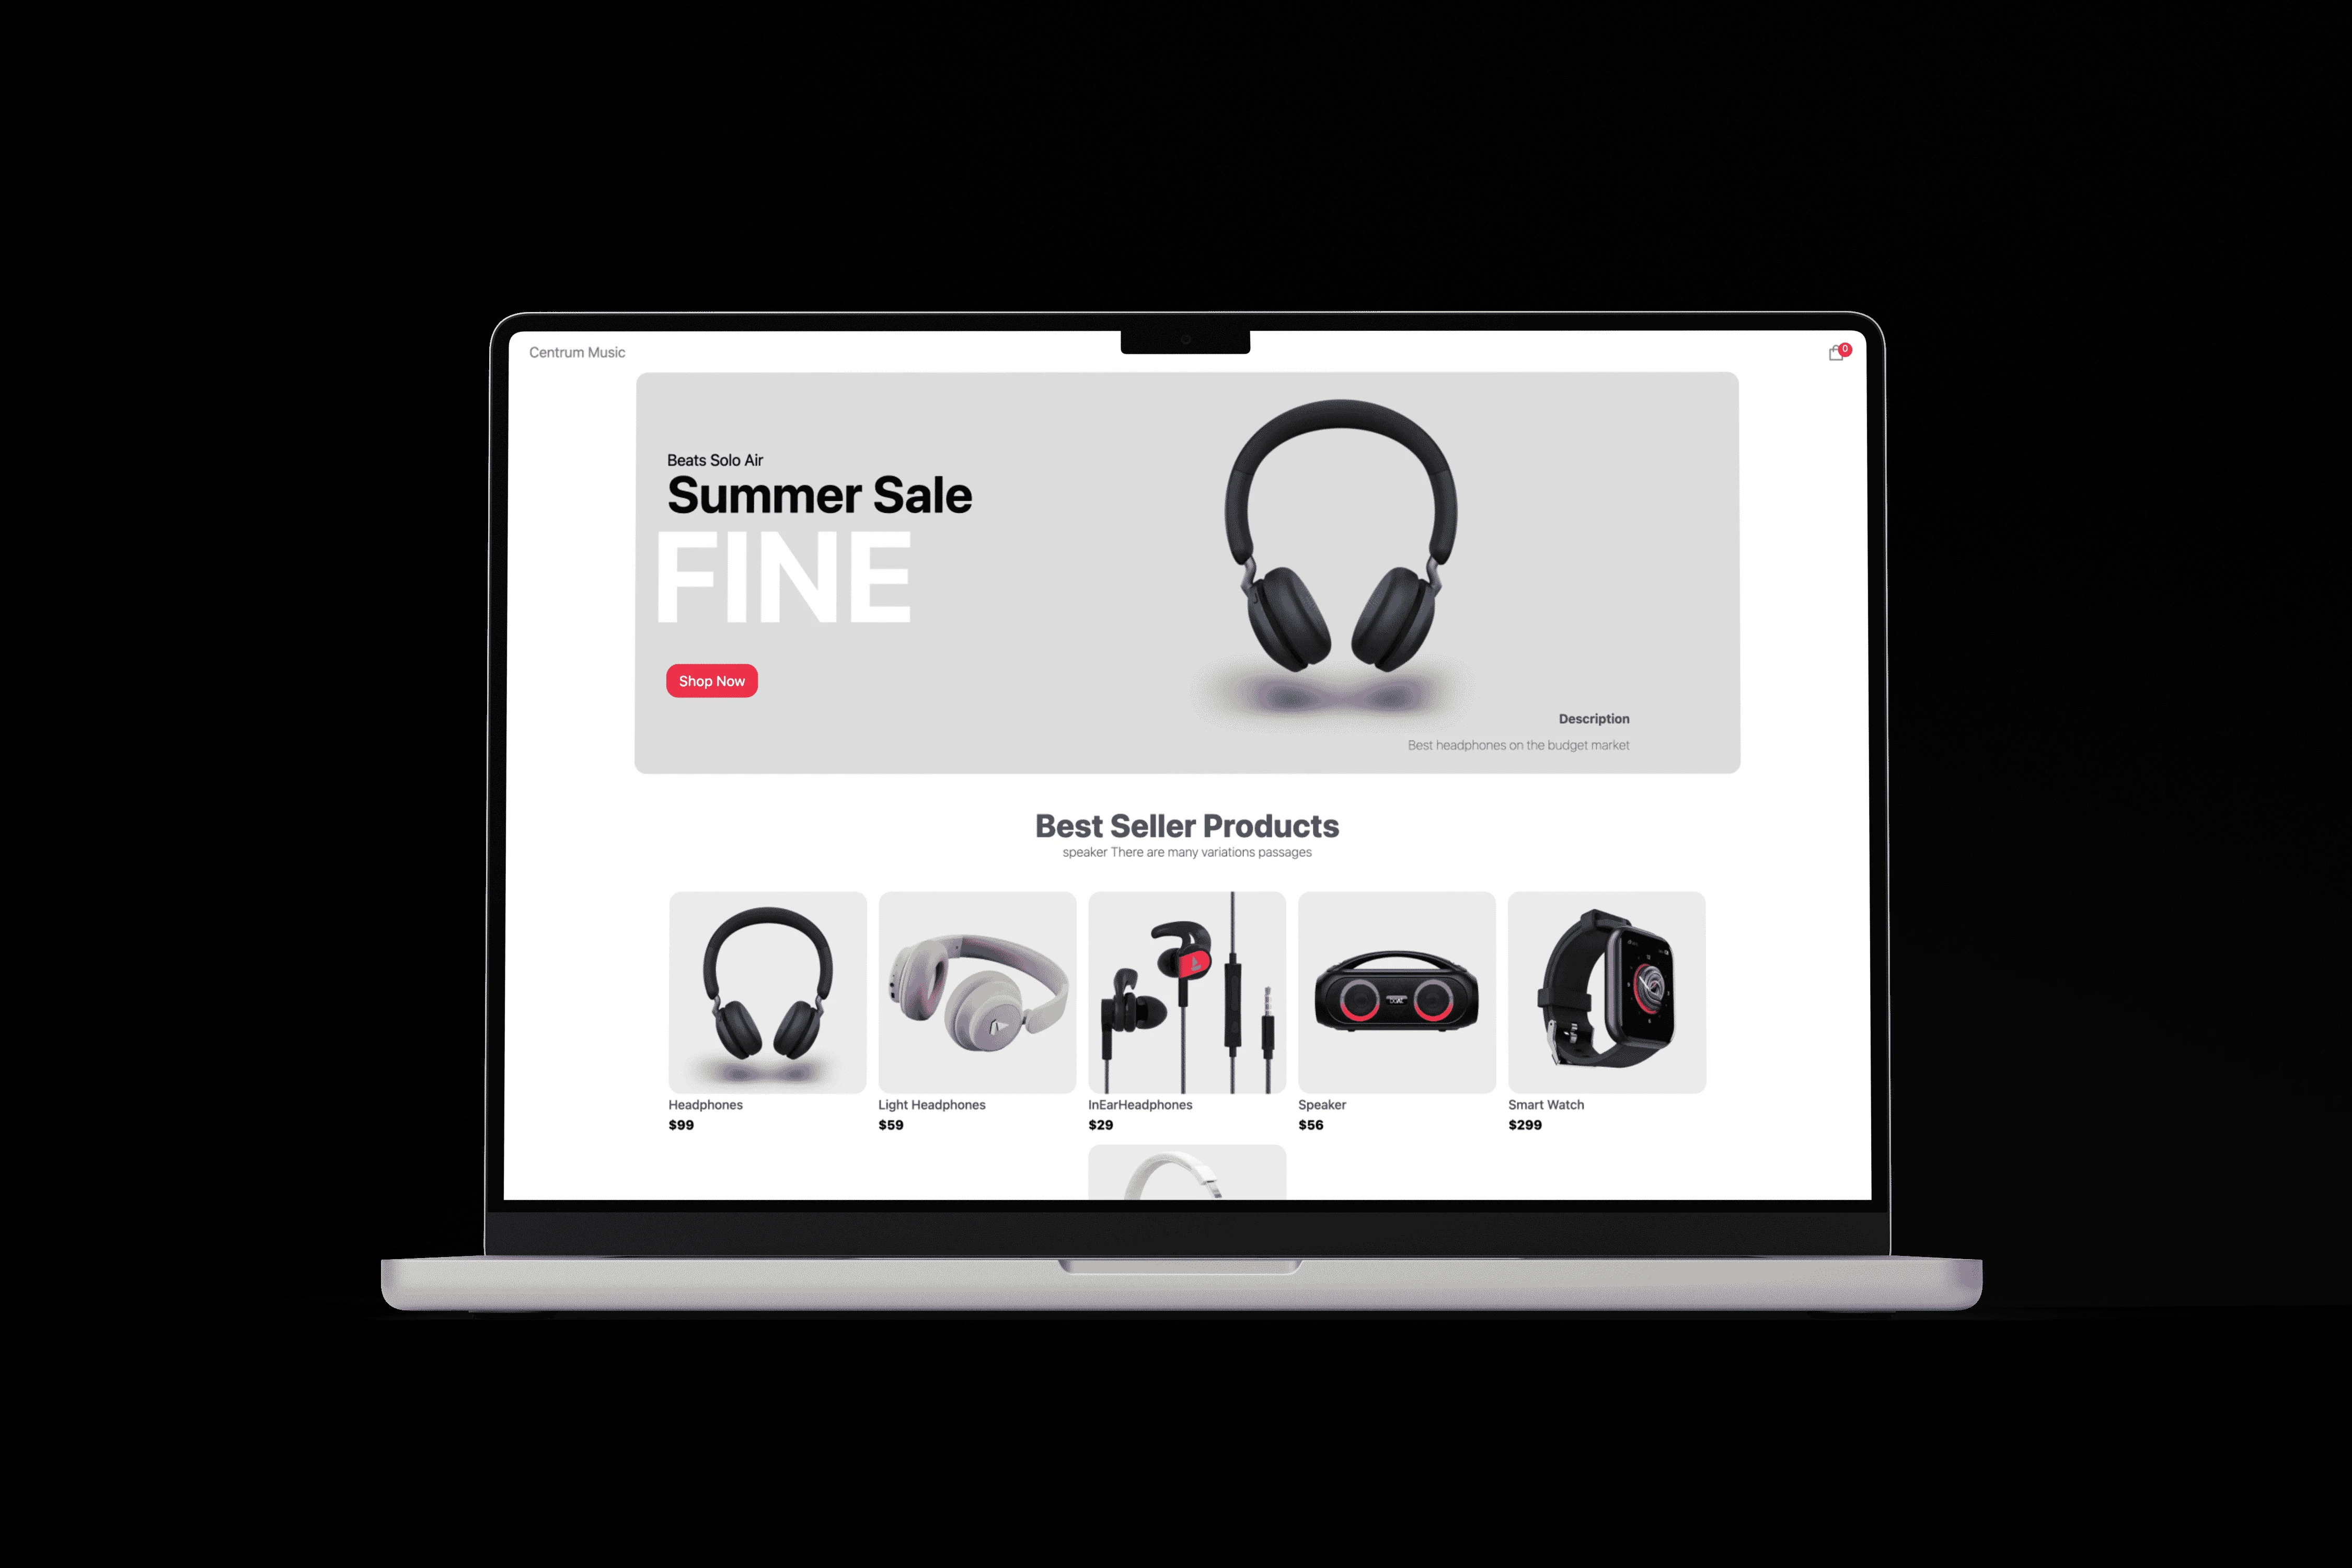 Centrum Music
0
Beats Solo Air
Summer Sale
FINE
Shop Now
Description
Best headphones on the budget market
Best Seller Products
speaker There are many variations passages
Headphones
$99
Light Headphones
$59
InEarHeadphones
$29
Speaker
$56
Smart Watch
$299